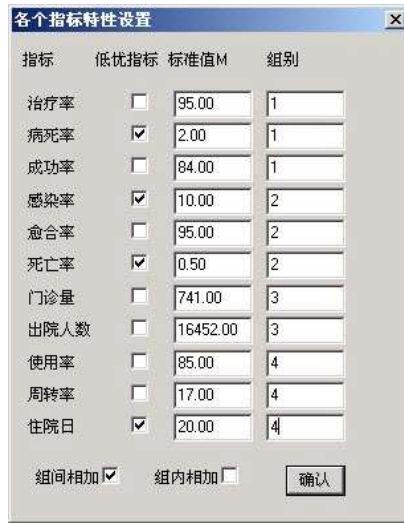 各个指标特性设置
指标 低优指标 标准值M 组别
治疗率 95.00 1
病死率 2.00 1
成功率 84.00 1
感染率 10.00 2
愈合率 95.00 2
死亡率 0.50 2
门诊量 741.00 3
出院人数 16452.00 3
使用率 85.00 4
周转率 17.00 4
住院日 20.00 4
组间相加 组内相加 确认